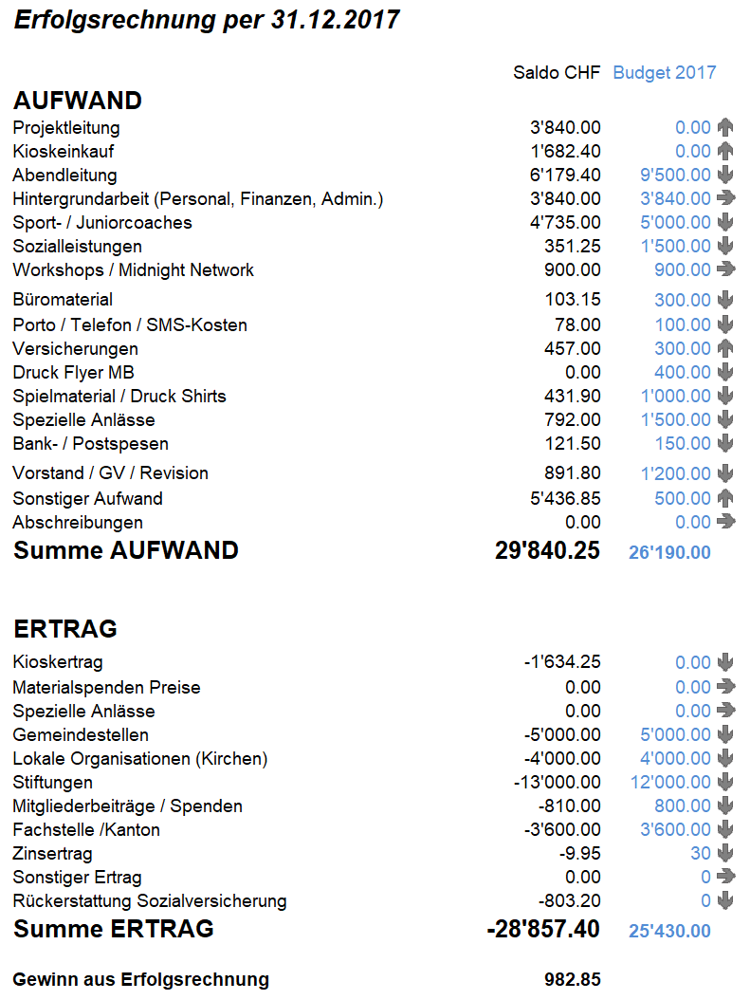 Erfolgsrechnung per 31.12.2017
Saldo CHF Budget 2017
AUFWAND
Projektleitung 3'840.00 0.00
Kioskeinkauf 1'682.40 0.00
Abendleitung 6'179.40 9'500.00
Hintergrundarbeit (Personal, Finanzen, Admin.) 3'840.00 3'840.00
Sport- / Juniorcoaches 4'735.00 5'000.00
Sozialleistungen 351.25 1'500.00
Workshops / Midnight Network 900.00 900.00
Büromaterial 103.15 300.00
Porto / Telefon / SMS-Kosten 78.00 100.00
Versicherungen 457.00 300.00
Druck Flyer MB 0.00 400.00
Spielmaterial / Druck Shirts 431.90 1'000.00
Spezielle Anlässe 792.00 1'500.00
Bank- / Postspesen 121.50 150.00
Vorstand / GV / Revision 891.80 1'200.00
Sonstiger Aufwand 5'436.85 500.00
Abschreibungen 0.00 0.00
Summe AUFWAND 29'840.25 26'190.00
ERTRAG
Kioskertrag -1'634.25 0.00
Materialspenden Preise 0.00 0.00
Spezielle Anlässe 0.00 0.00
Gemeindestellen -5'000.00 5'000.00
Lokale Organisationen (Kirchen) -4'000.00 4'000.00
Stiftungen -13'000.00 12'000.00
Mitgliederbeiträge / Spenden -810.00 800.00
Fachstelle /Kanton -3'600.00 3'600.00
Zinsertrag -9.95 30
Sonstiger Ertrag 0.00 0
Rückerstattung Sozialversicherung -803.20 0
Summe ERTRAG -28'857.40 25'430.00
Gewinn aus Erfolgsrechnung 982.85